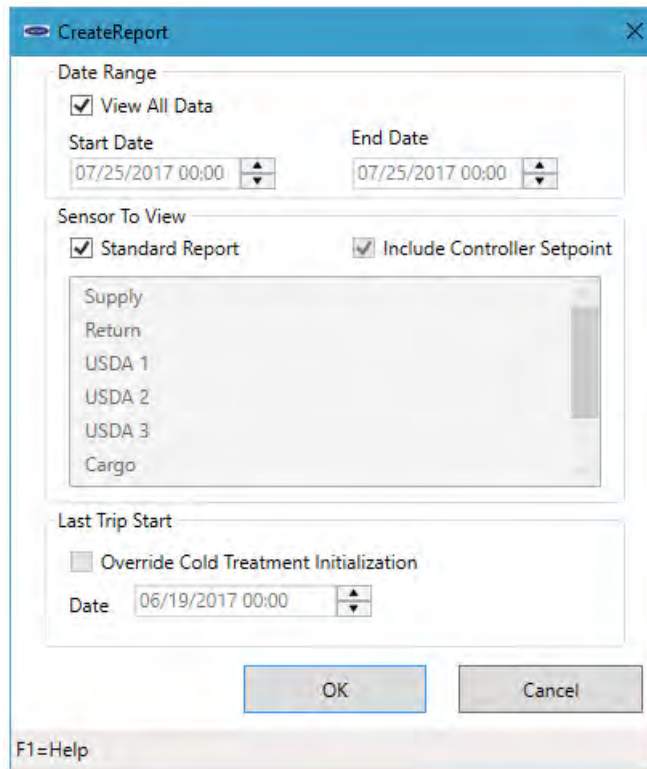 CreateReport
Date Range
View All Data
Start Date
End Date
07/25/2017 00:00
07/25/2017 00:00
Sensor To View
Standard Report
Include Controller Setpoint
Supply
Return
USDA 1
USDA 2
USDA 3
Cargo
Last Trip Start
Override Cold Treatment Initialization
Date
06/19/2017 00:00
OK
Cancel
F1=Help